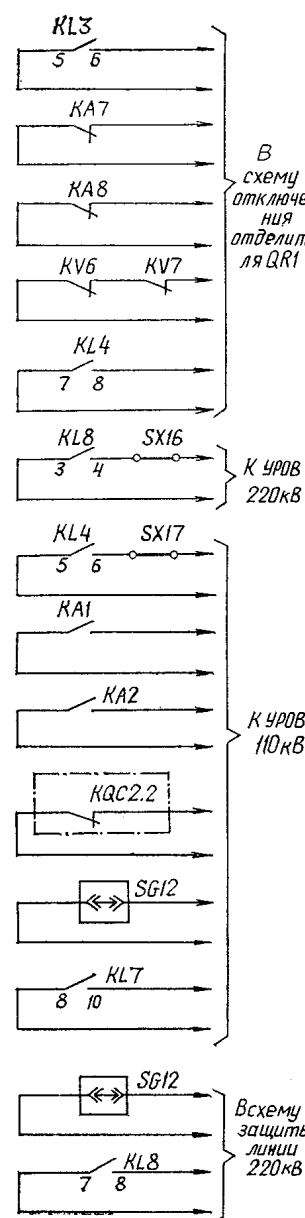 KL3
5 6
KA7
KA8
KV6 KV7
KL4
7 8
В
схему
отключе
ния
отделит
ля QR1
KL8 SX16
3 4
К УРОВ
220кВ
KL4 SX17
5 6
KA1
KA2
KQC2.2
SG12
KL7
8 10
К УРОВ
110кВ
SG12
KL8
7 8
В схему
защиты
линии
220кВ